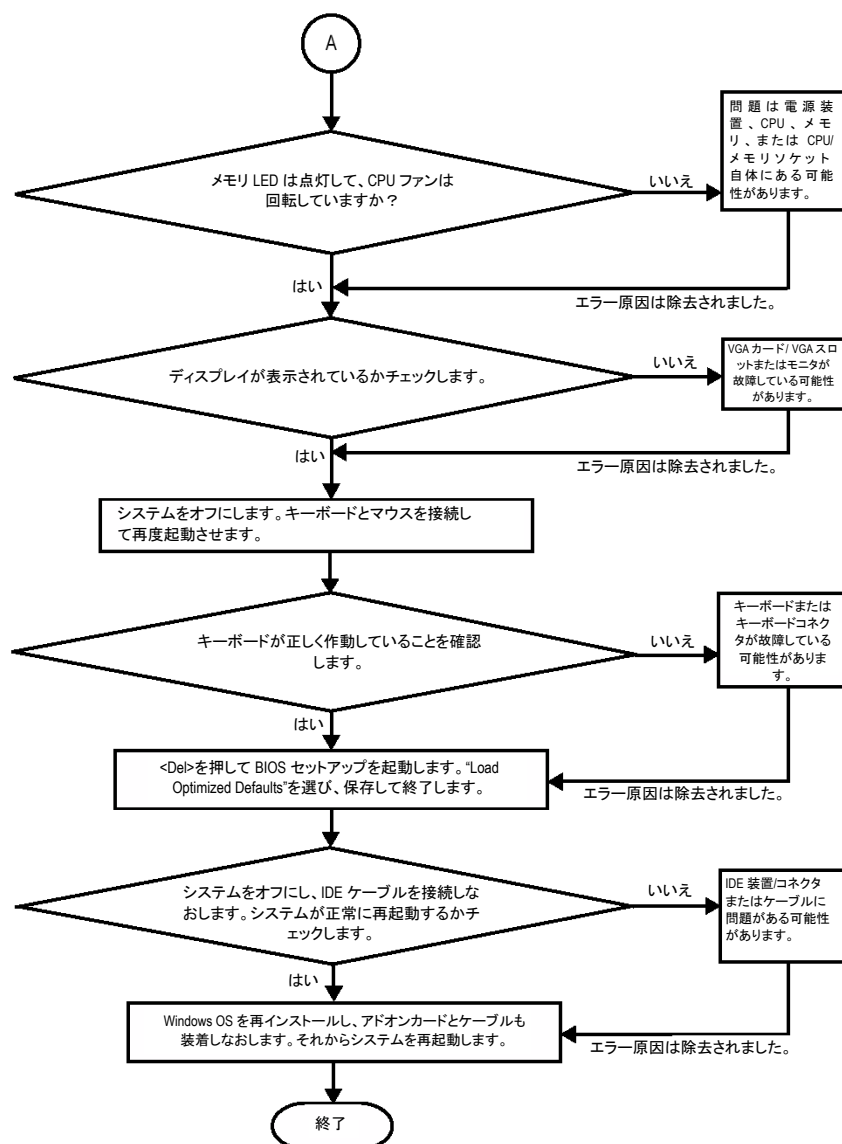 A
メモリ LED は点灯して、CPU ファンは
回転していますか？
いいえ
問題は電源装
置、CPU、メモ
リ、または CPU/
メモリソケット
自体にある可能
性があります。
はい
エラー原因は除去されました。
ディスプレイが表示されているかチェックします。
いいえ
VGA カード/ VGA スロ
ットまたはモニタが
故障している可能性
があります。
はい
エラー原因は除去されました。
システムをオフにします。キーボードとマウスを接続し
て再度起動させます。
キーボードが正しく作動していることを確認
します。
いいえ
キーボードまたは
キーボードコネク
タが故障している
可能性がありま
す。
はい
<Del>を押して BIOS セットアップを起動します。“Load
Optimized Defaults”を選び、保存して終了します。
エラー原因は除去されました。
システムをオフにし、IDE ケーブルを接続しな
おします。システムが正常に再起動するかチ
ェックします。
いいえ
IDE 装置/コネクタ
またはケーブルに
問題がある可能性
があります。
はい
Windows OS を再インストールし、アドオンカードとケーブルも
装着しなおします。それからシステムを再起動します。
エラー原因は除去されました。
終了